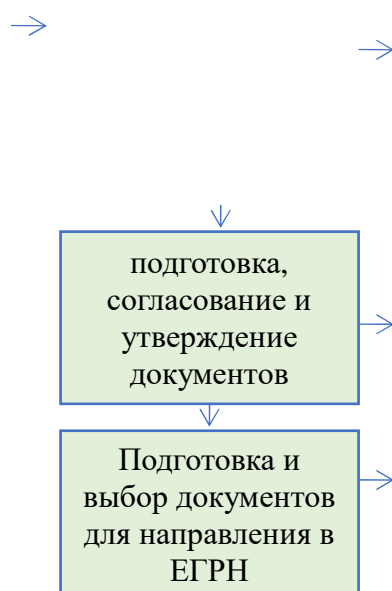 подготовка,
согласование и
утверждение
документов
Подготовка и
выбор документов
для направления в
ЕГРН